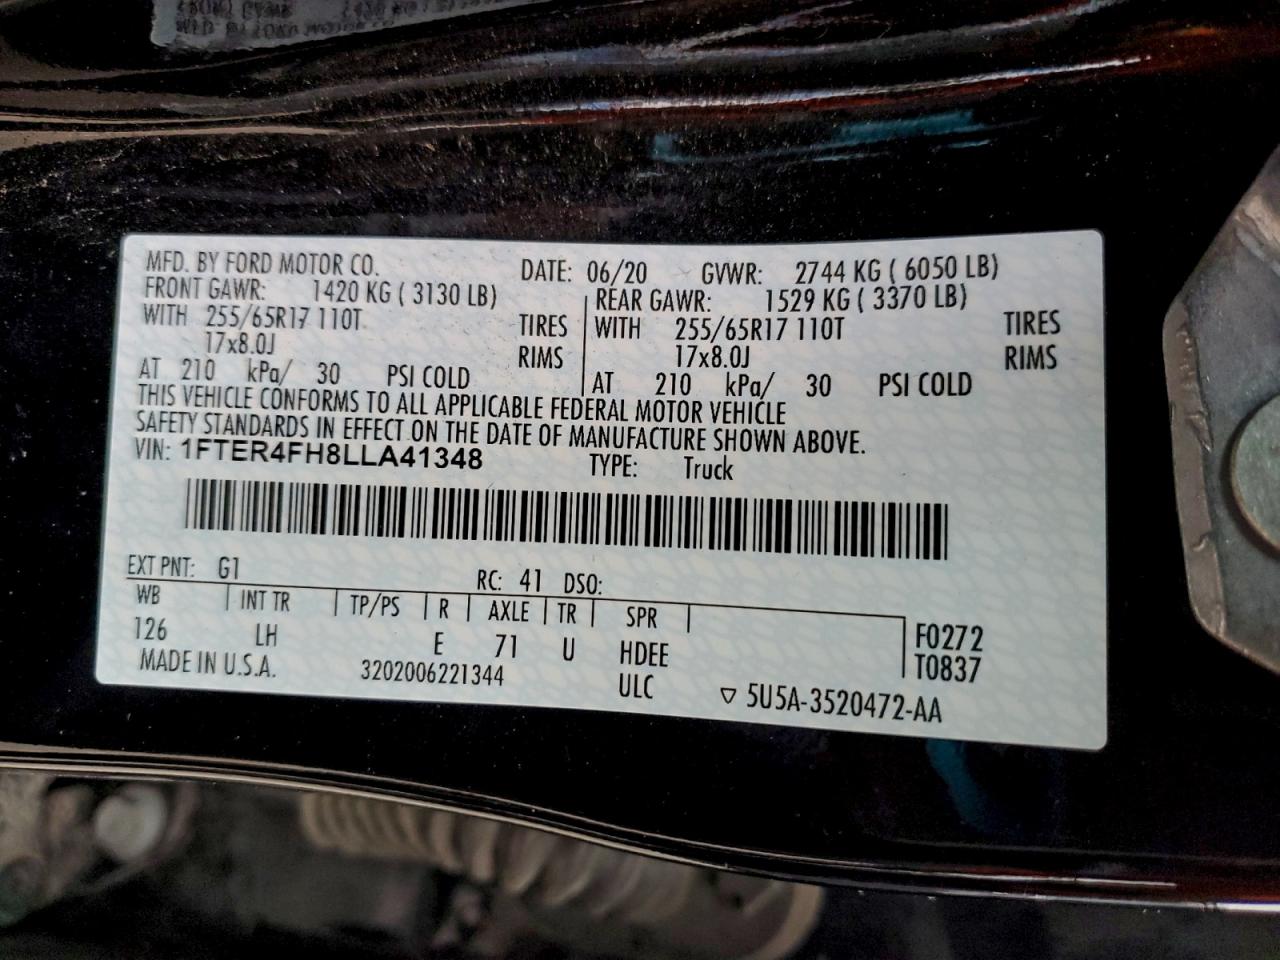 MFD. BY FORD MOTOR CO. DATE: 06/20 GVWR: 2744 KG ( 6050 LB)
FRONT GAWR: 1420 KG ( 3130 LB) REAR GAWR: 1529 KG ( 3370 LB)
WITH 255/65R17 110T TIRES WITH 255/65R17 110T TIRES
17x8.0J RIMS 17x8.0J RIMS
AT 210 kPa/ 30 PSI COLD AT 210 kPa/ 30 PSI COLD
THIS VEHICLE CONFORMS TO ALL APPLICABLE FEDERAL MOTOR VEHICLE
SAFETY STANDARDS IN EFFECT ON THE DATE OF MANUFACTURE SHOWN ABOVE.
VIN: 1FTER4FH8LLA41348 TYPE: Truck
EXT PNT: G1 RC: 41 DSO:
WB INT TR TP/PS R AXLE TR SPR
126 LH E 71 U HDEE F0272
MADE IN U.S.A. 3202006221344 ULC T0837
▽ 5U5A-3520472-AA